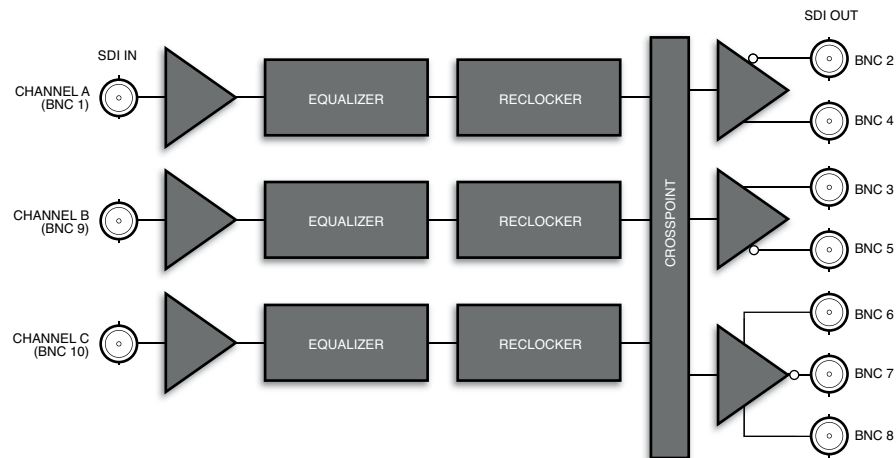 SDI OUT
SDI IN
BNC 2
CHANNEL A
(BNC 1)
EQUALIZER
RECLOCKER
BNC 4
BNC 3
CHANNEL B
(BNC 9)
EQUALIZER
RECLOCKER
CROSSPOINT
BNC 5
BNC 6
CHANNEL C
(BNC 10)
EQUALIZER
RECLOCKER
BNC 7
BNC 8